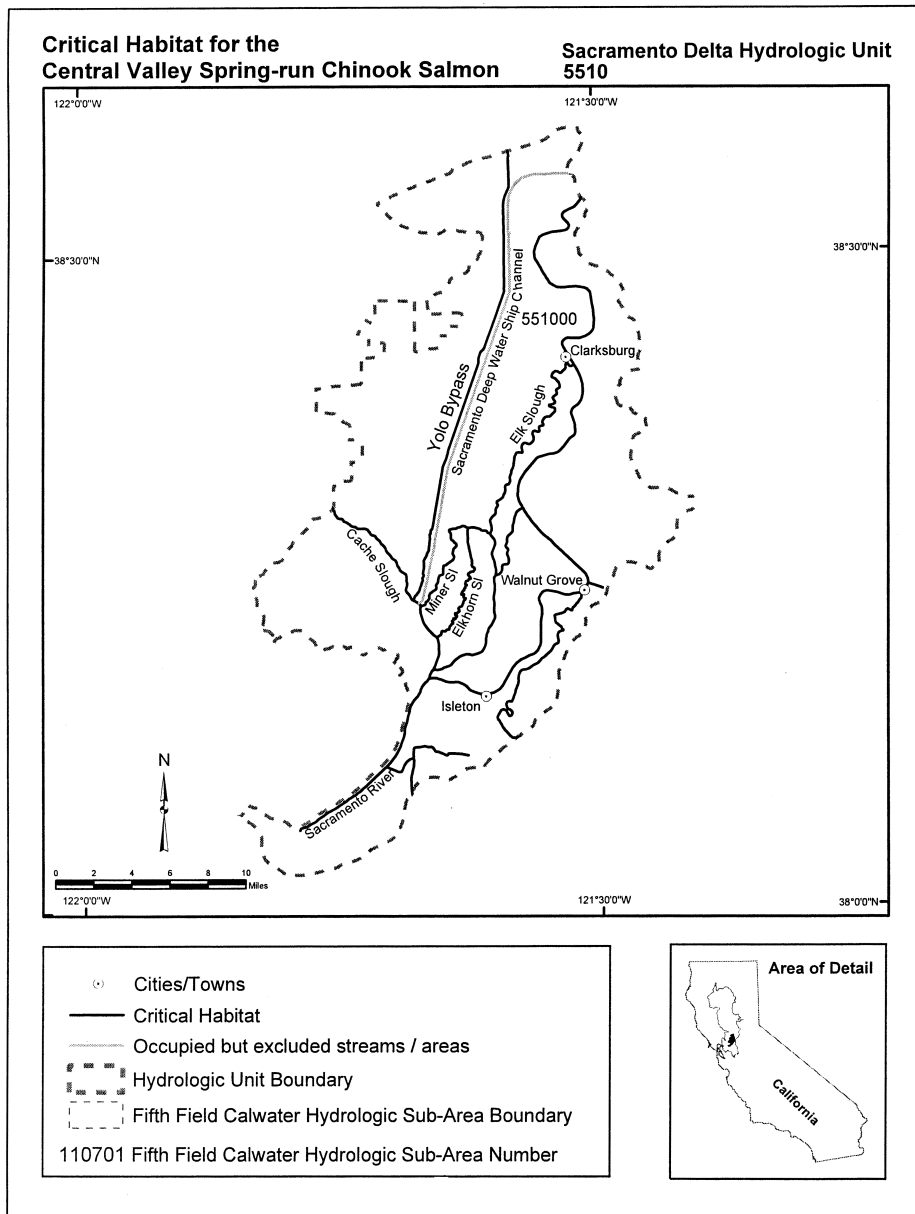 Critical Habitat for the
Central Valley Spring-run Chinook Salmon
Sacramento Delta Hydrologic Unit
5510
122°0'0"W
121°30'0"W
38°30'0"N
38°30'0"N
Sacramento Deep Water Ship Channel
551000
Clarksburg
Yolo Bypass
Elk Slough
Cache Slough
Miner Sl
Elkhorn Sl
Walnut Grove
Isleton
N
Sacramento River
0 2 4 6 8 10
Miles
38°0'0"N
122°0'0"W
121°30'0"W
Cities/Towns
Critical Habitat
Occupied but excluded streams / areas
Hydrologic Unit Boundary
Fifth Field Calwater Hydrologic Sub-Area Boundary
110701 Fifth Field Calwater Hydrologic Sub-Area Number
Area of Detail
California